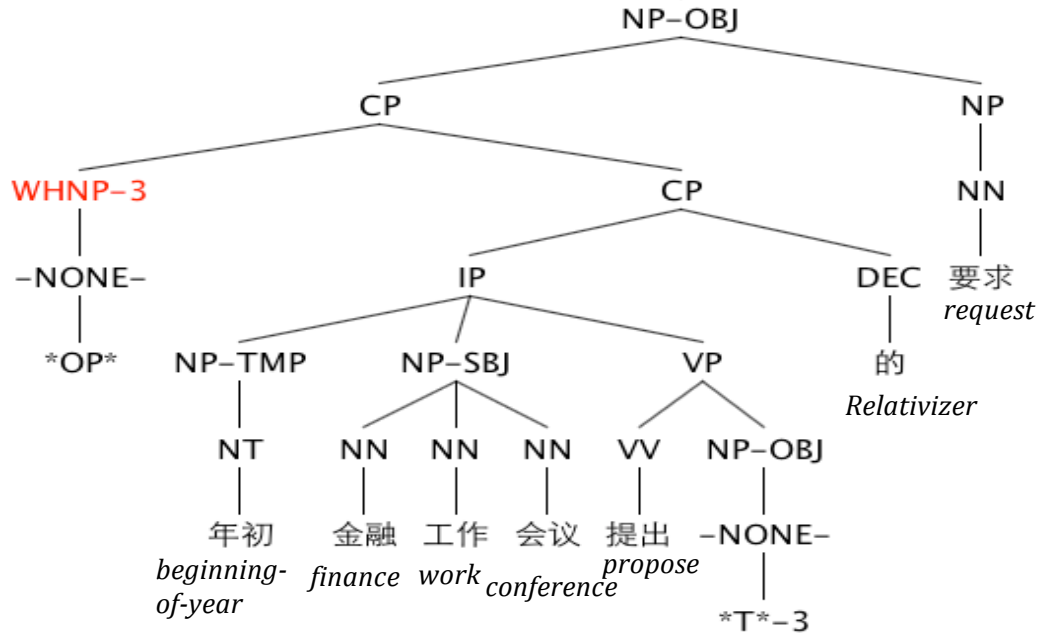 NP-OBJ
CP NP
WHNP-3 CP NN
-NONE- IP DEC 要求
request
*OP* NP-TMP NP-SBJ VP 的
Relativizer
NT NN NN NN VV NP-OBJ
年初 金融 工作 会议 提出 -NONE-
beginning- finance work conference propose
of-year
*T*-3